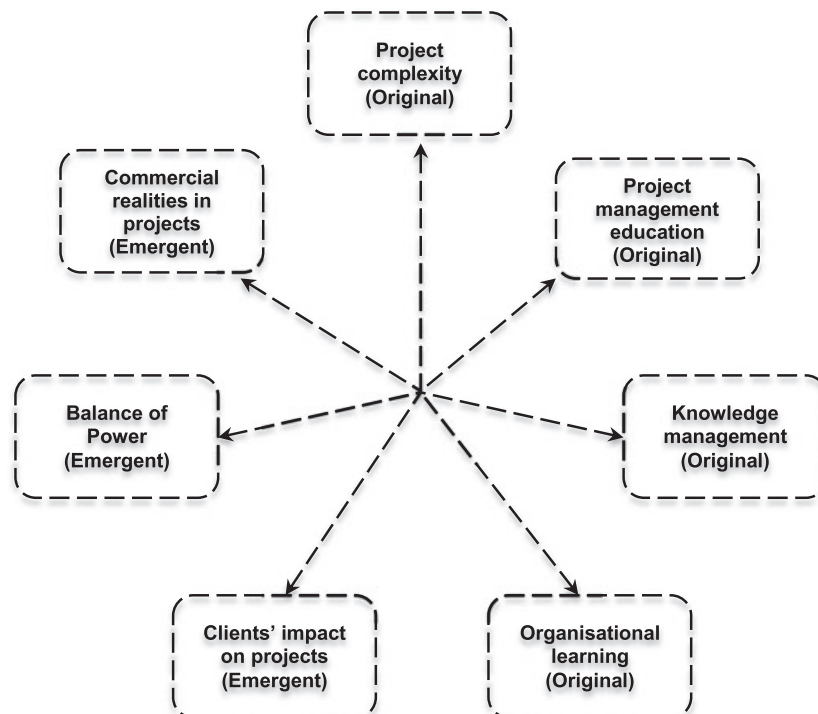 Project
complexity
(Original)
Commercial
realities in
projects
(Emergent)
Project
management
education
(Original)
Balance of
Power
(Emergent)
Knowledge
management
(Original)
Clients’ impact
on projects
(Emergent)
Organisational
learning
(Original)